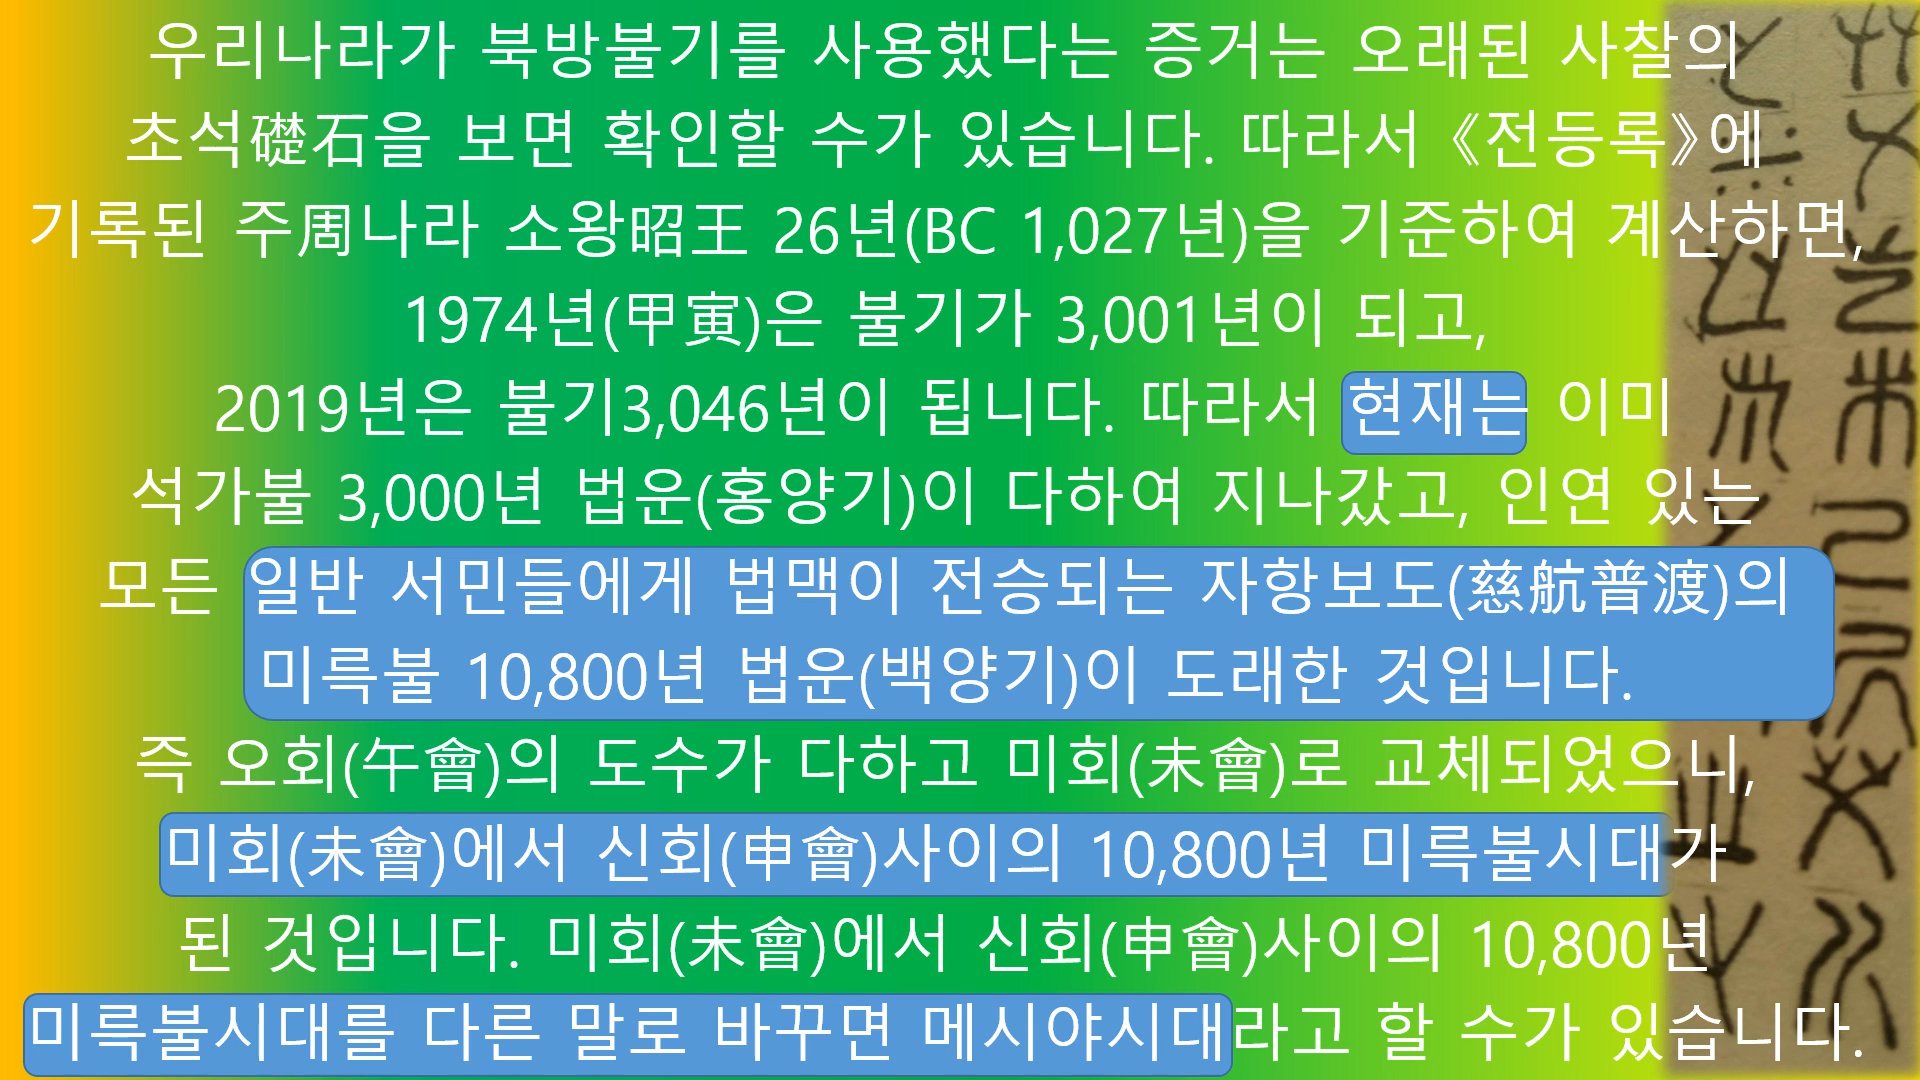 우리나라가 북방불기를 사용했다는 증거는 오래된 사찰의
초석礎石을 보면 확인할 수가 있습니다. 따라서 《전등록》에
기록된 주周나라 소왕昭王 26년(BC 1,027년)을 기준하여 계산하면,
1974년(甲寅)은 불기가 3,001년이 되고,
2019년은 불기3,046년이 됩니다. 따라서 현재는 이미
석가불 3,000년 법운(홍양기)이 다하여 지나갔고, 인연 있는
모든 일반 서민들에게 법맥이 전승되는 자항보도(慈航普渡)의
미륵불 10,800년 법운(백양기)이 도래한 것입니다.
즉 오회(午會)의 도수가 다하고 미회(未會)로 교체되었으니,
미회(未會)에서 신회(申會)사이의 10,800년 미륵불시대가
된 것입니다. 미회(未會)에서 신회(申會)사이의 10,800년
미륵불시대를 다른 말로 바꾸면 메시야시대라고 할 수가 있습니다.